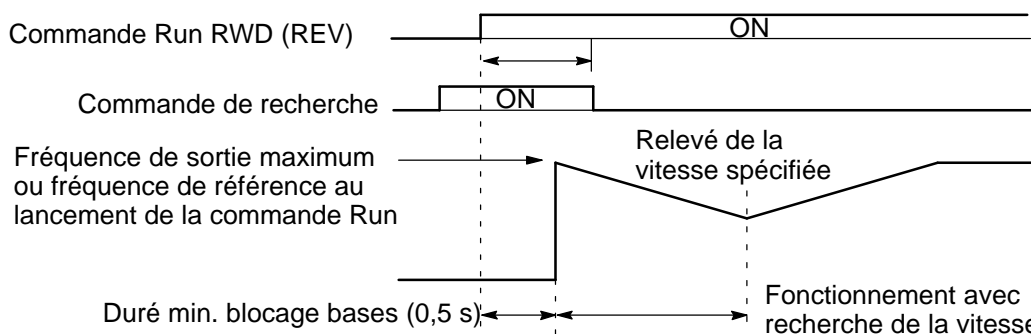 Commande Run RWD (REV)
ON
Commande de recherche
ON
Fréquence de sortie maximum
ou fréquence de référence au
lancement de la commande Run
Relevé de la
vitesse spécifiée
Duré min. blocage bases (0,5 s)
Fonctionnement avec
recherche de la vitesse